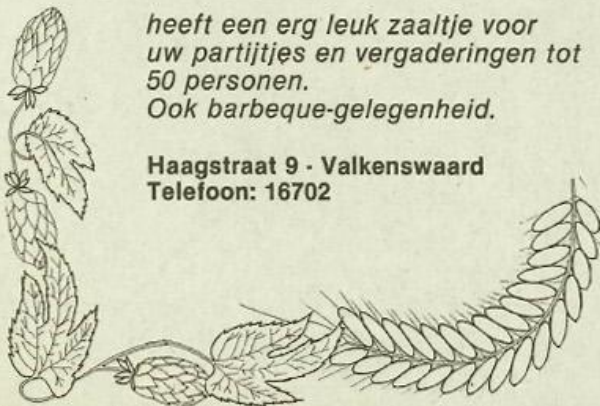 heeft een erg leuk zaaltje voor
uw partijtjes en vergaderingen tot
50 personen.
Ook barbeque-gelegenheid.
Haagstraat 9 - Valkenswaard
Telefoon: 16702